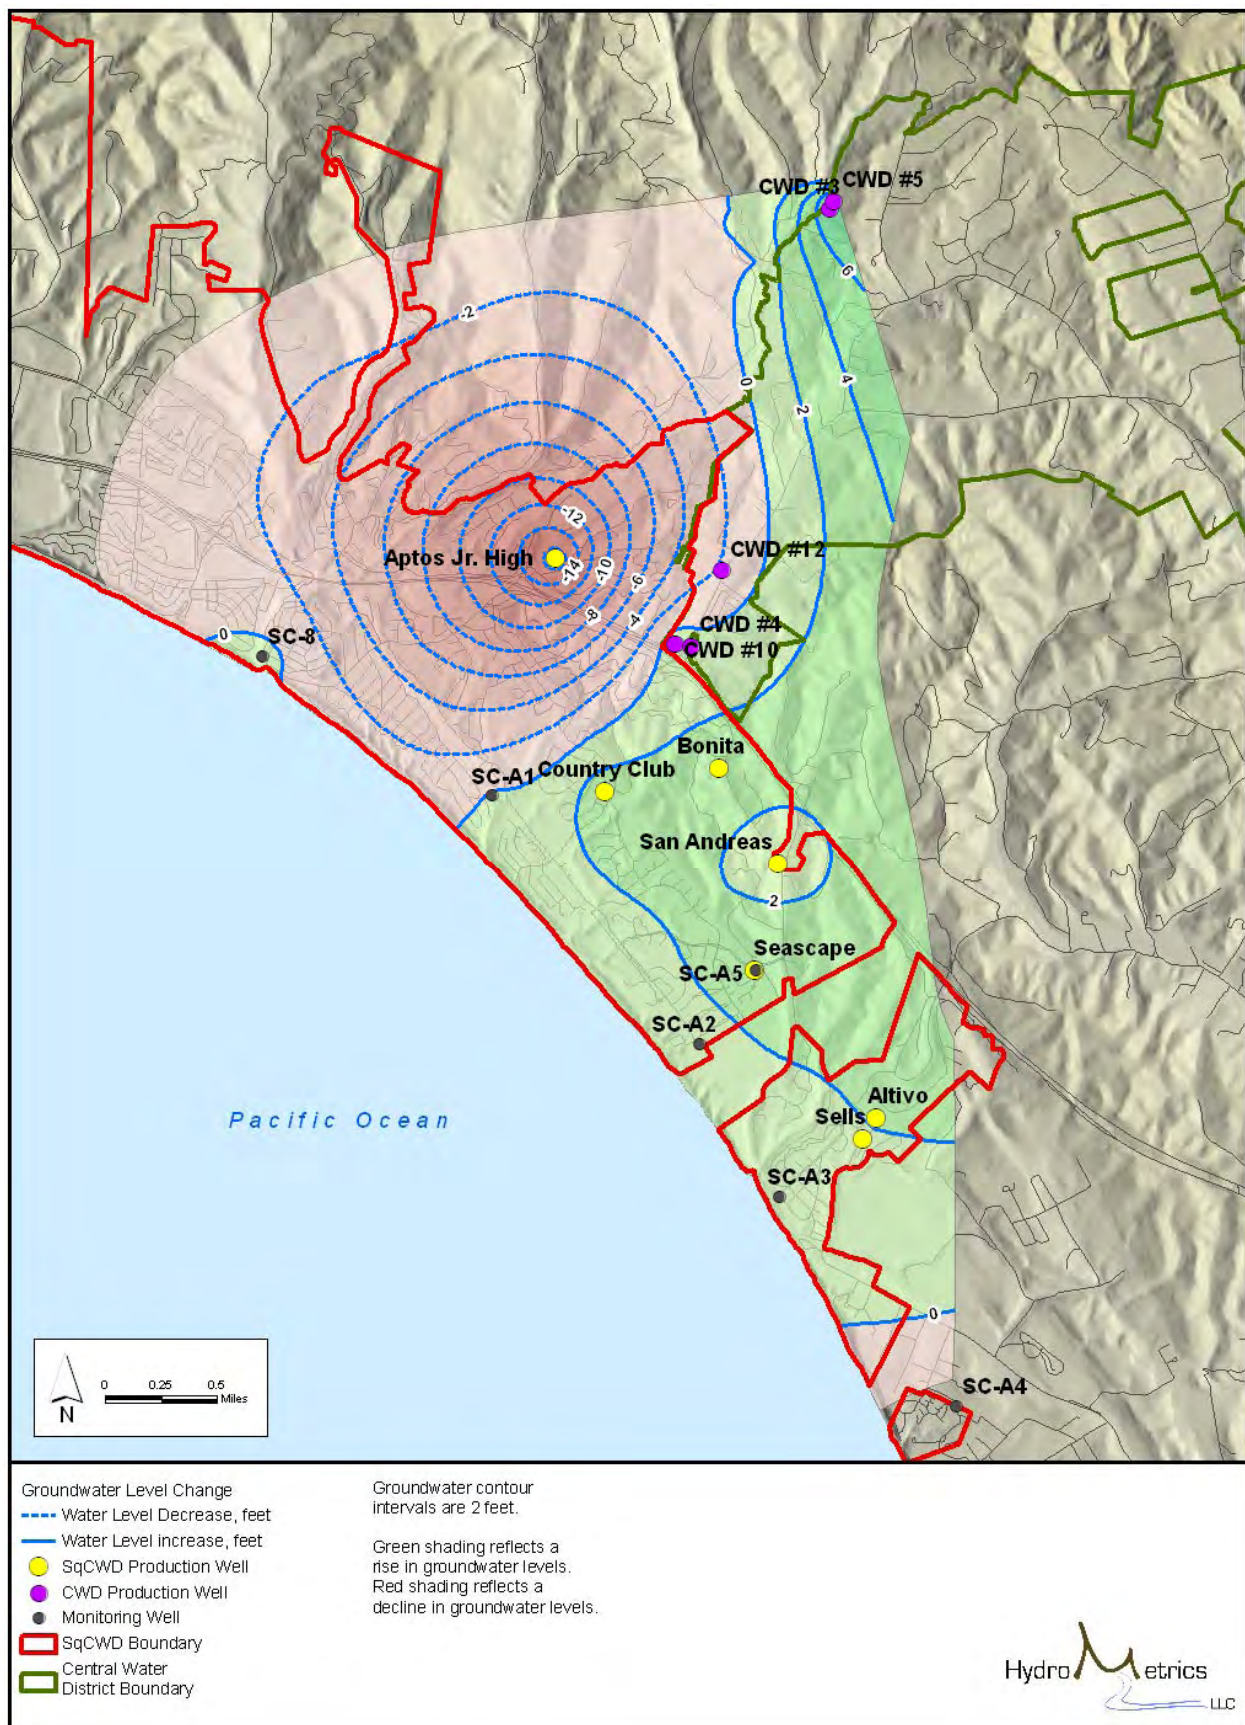 CWD #3
CWD #5
-2
6
0
4
2
-12
Aptos Jr. High
-14
-10
-6
-8
-4
CWD #12
0
SC-8
CWD #4
CWD #10
Bonita
SC-A1
Country Club
San Andreas
2
Seascape
SC-A5
SC-A2
Pacific Ocean
Altivo
Sells
SC-A3
0
SC-A4
0 0.25 0.5
Miles
N
Groundwater Level Change
Water Level Decrease, feet
Water Level increase, feet
SqCWD Production Well
CWD Production Well
Monitoring Well
SqCWD Boundary
Central Water
District Boundary
Groundwater contour
intervals are 2 feet.
Green shading reflects a
rise in groundwater levels.
Red shading reflects a
decline in groundwater levels.
HydroMetrics
LLC